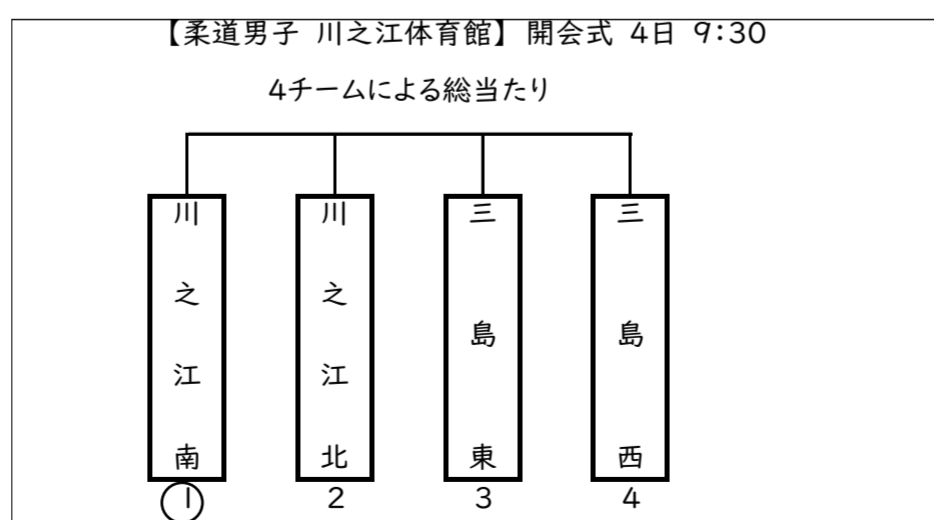 【柔道男子 川之江体育館】 開会式 4日 9:30
4チームによる総当たり
川之江南
川之江北
三島東
三島西
① 2 3 4